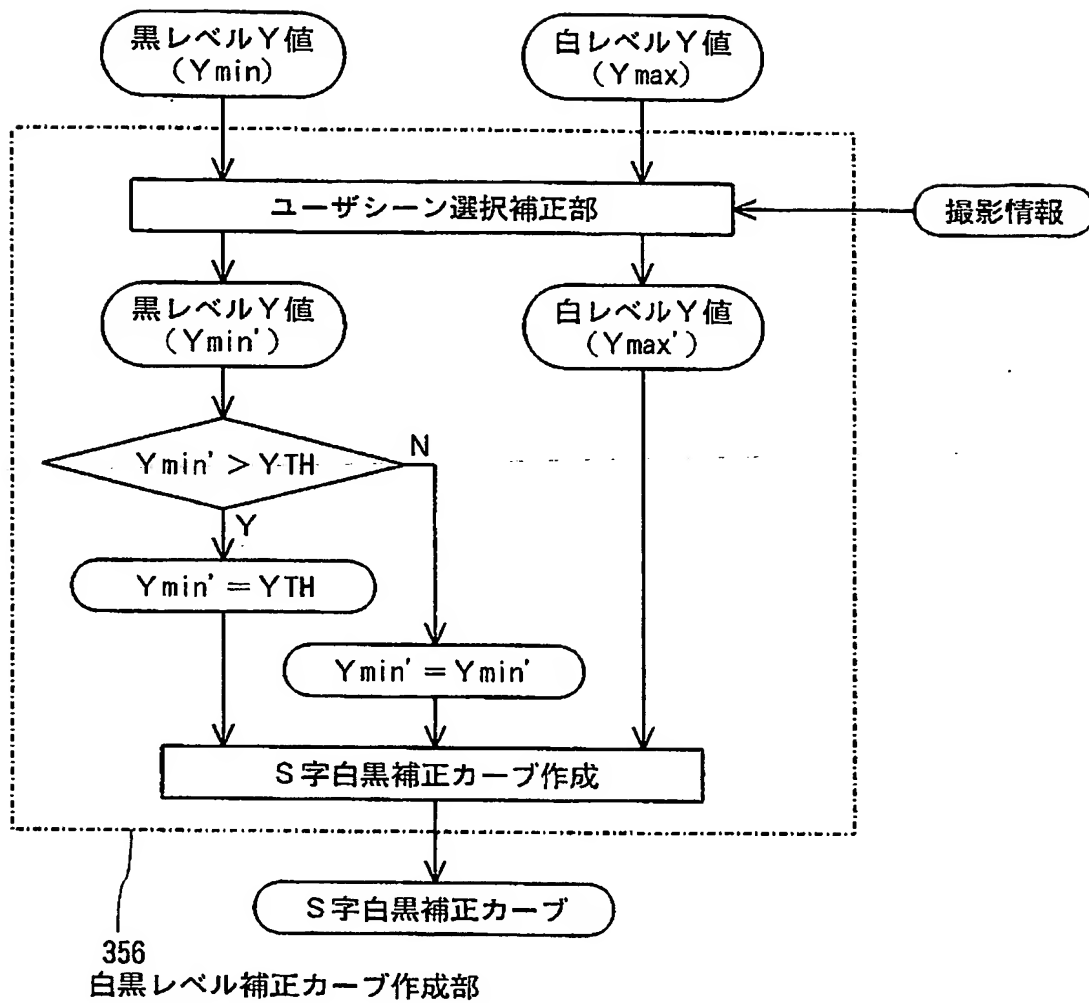 黒レベルY値
(Ymin)
白レベルY値
(Ymax)
ユーザシーン選択補正部
撮影情報
黒レベルY値
(Ymin')
白レベルY値
(Ymax')
Ymin' > YTH
N
Y
Ymin' = YTH
Ymin' = Ymin'
S字白黒補正カーブ作成
S字白黒補正カーブ
356
白黒レベル補正カーブ作成部